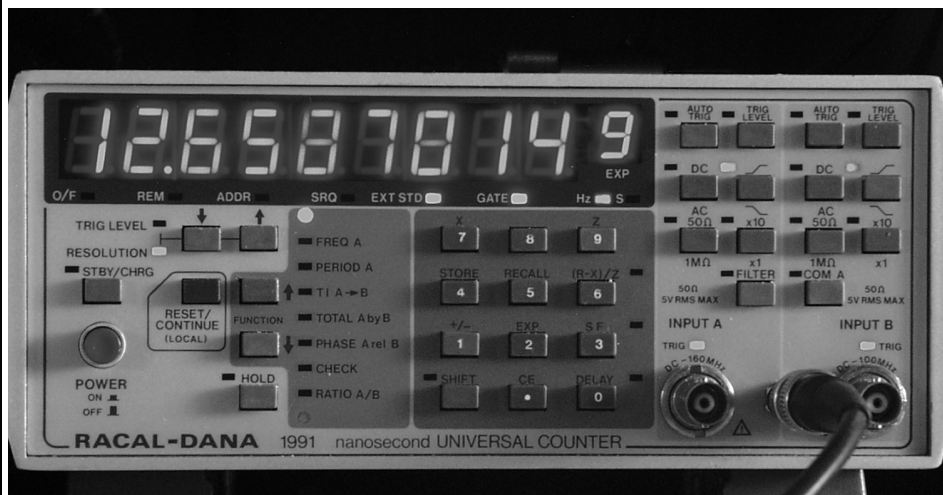 12.65878149
EXP
O/F REM ADDR SRQ EXT STD GATE Hz S
TRIG LEVEL
RESOLUTION
STBY/CHRG
RESET/
CONTINUE
(LOCAL)
FUNCTION
HOLD
POWER
ON
OFF
FREQ A
PERIOD A
T I A→B
TOTAL A by B
PHASE A rel B
CHECK
RATIO A/B
X Z
7 8 9
STORE RECALL (R-X)/Z
4 5 6
+/- EXP S F
1 2 3
SHIFT CE DELAY
• 0
AUTO
TRIG
TRIG
LEVEL
DC
AC
50Ω
x10
1MΩ
x1
FILTER
50Ω
5V RMS MAX
INPUT A
TRIG
DC-160MHz
AUTO
TRIG
TRIG
LEVEL
DC
AC
50Ω
x10
1MΩ
x1
COM A
50Ω
5V RMS MAX
INPUT B
TRIG
DC-100MHz
RACAL-DANA 1991 nanosecond UNIVERSAL COUNTER